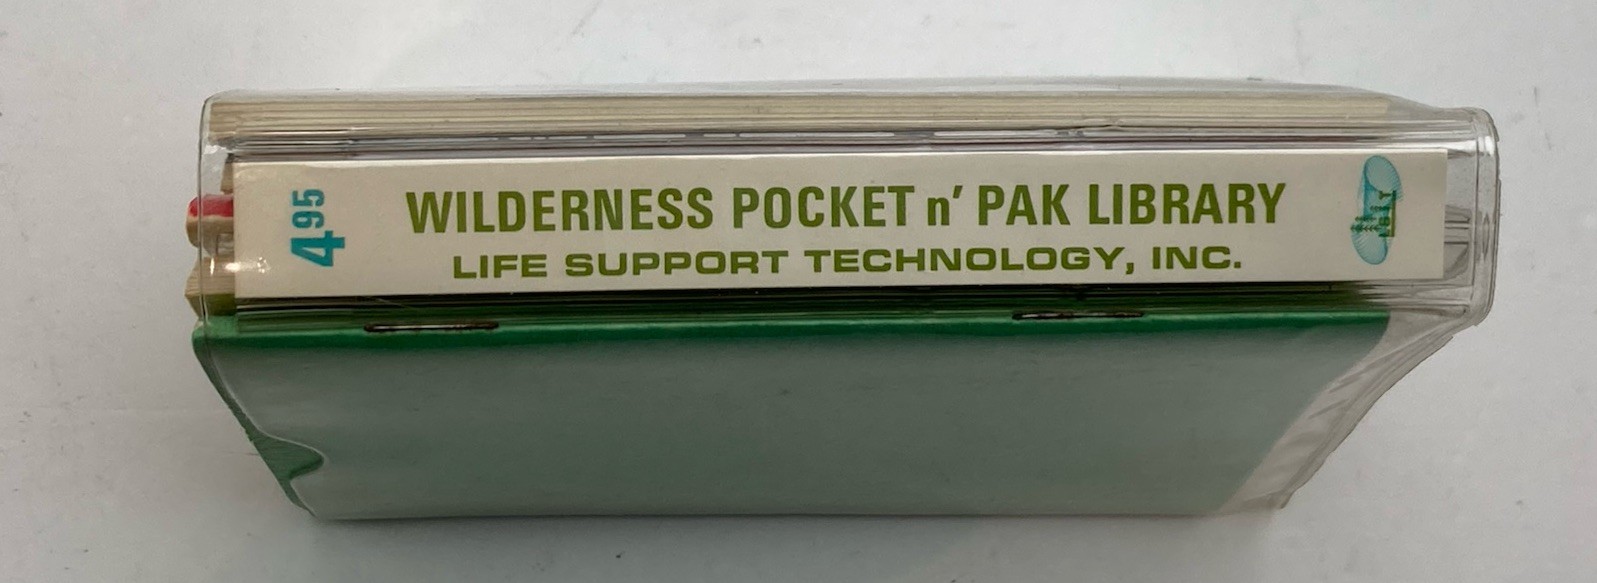 4.95
WILDERNESS POCKET n' PAK LIBRARY
LIFE SUPPORT TECHNOLOGY, INC.